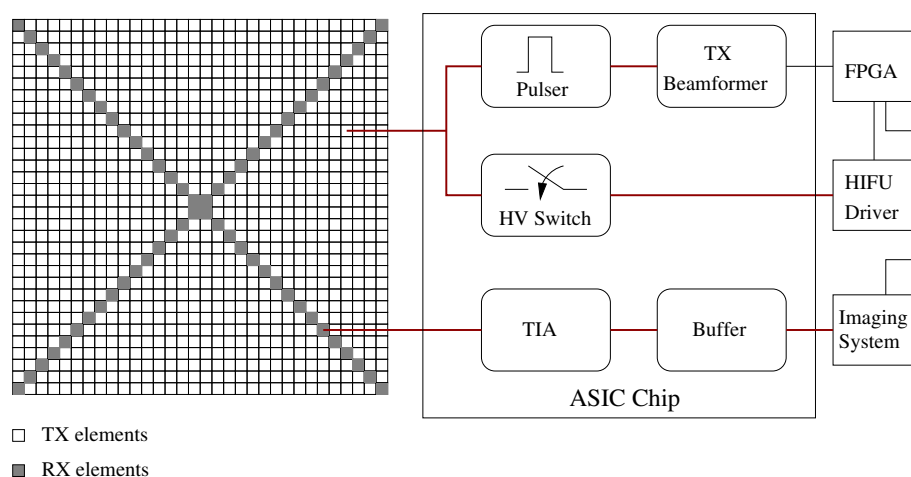 Pulser
TX
Beamformer
FPGA
HV Switch
HIFU
Driver
TIA
Buffer
Imaging
System
ASIC Chip
TX elements
RX elements